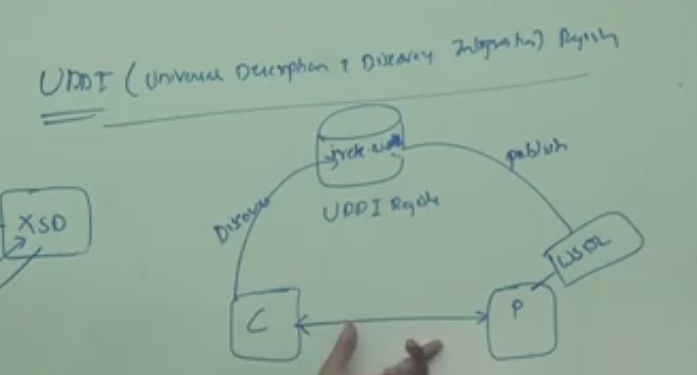 UDDI (Universal Description & Discovery Integration) Registry
publish
Discover
UDDI Registry
XSD
WSDL
C
P